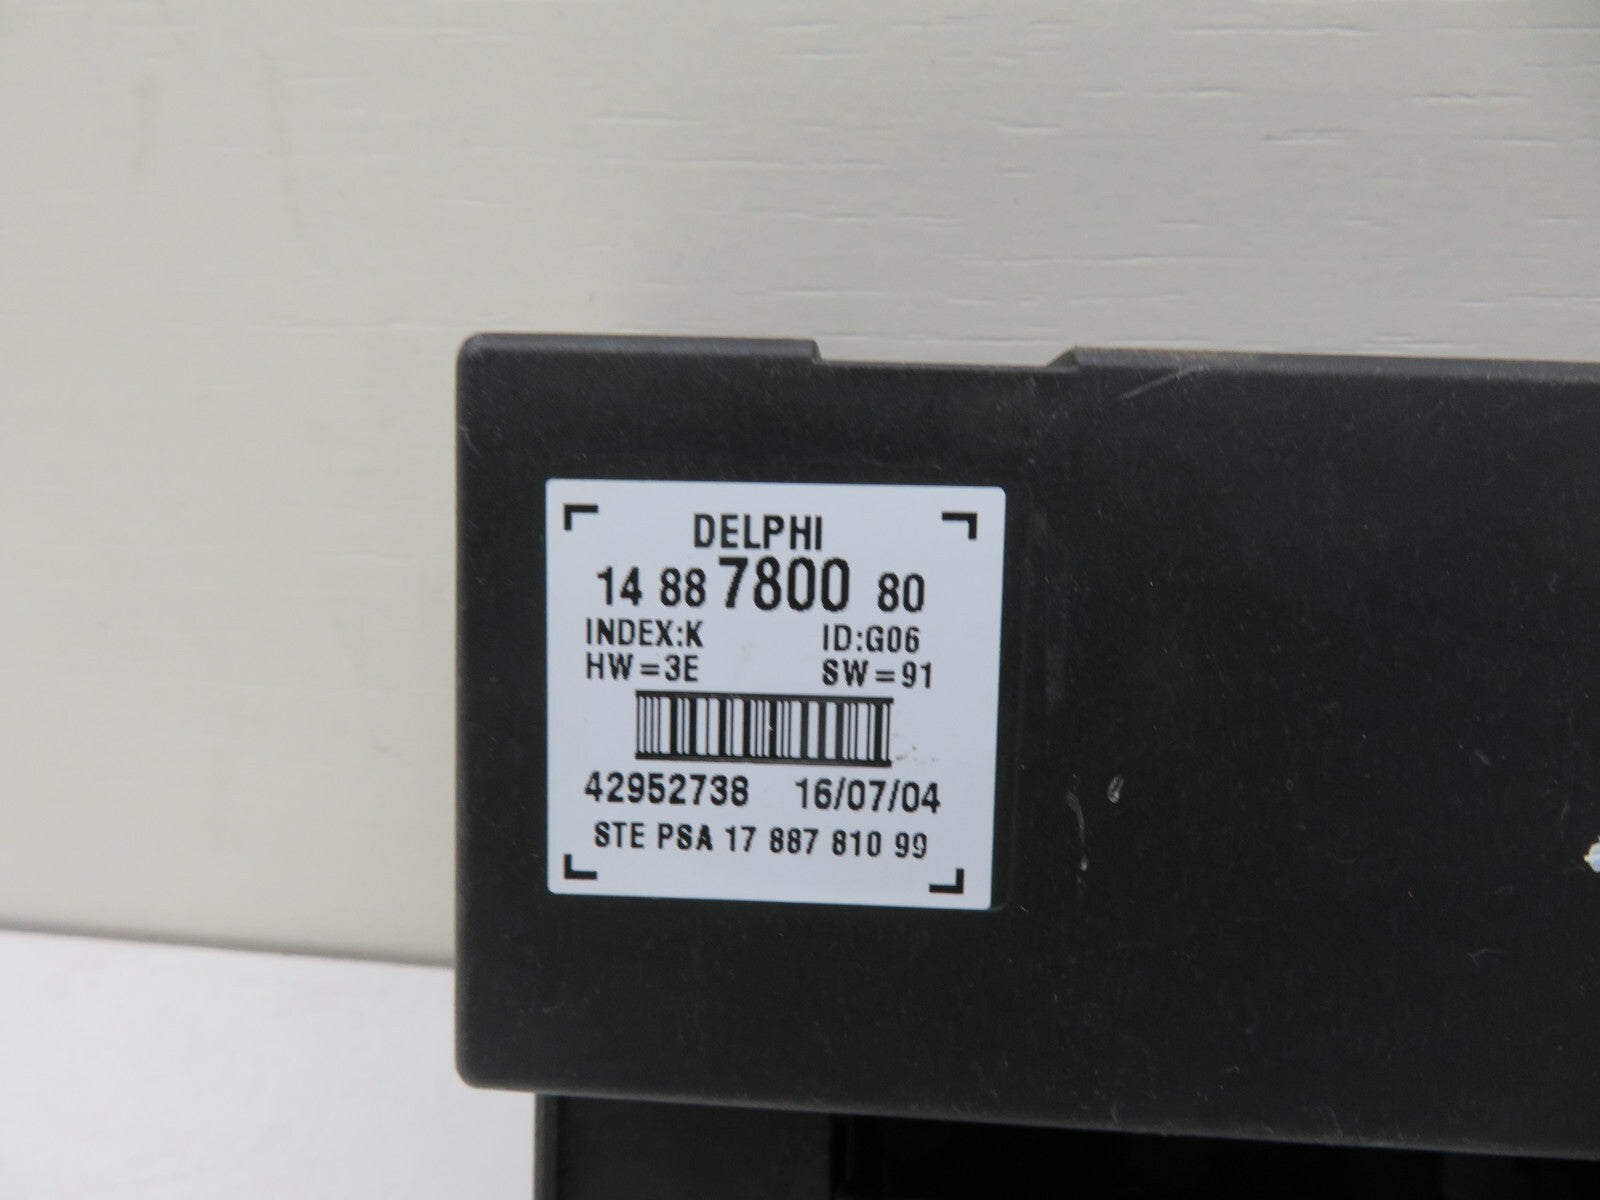 DELPHI
14 88 7800 80
INDEX:K ID:G06
HW=3E SW=91
42952738 16/07/04
STE PSA 17 887 810 99